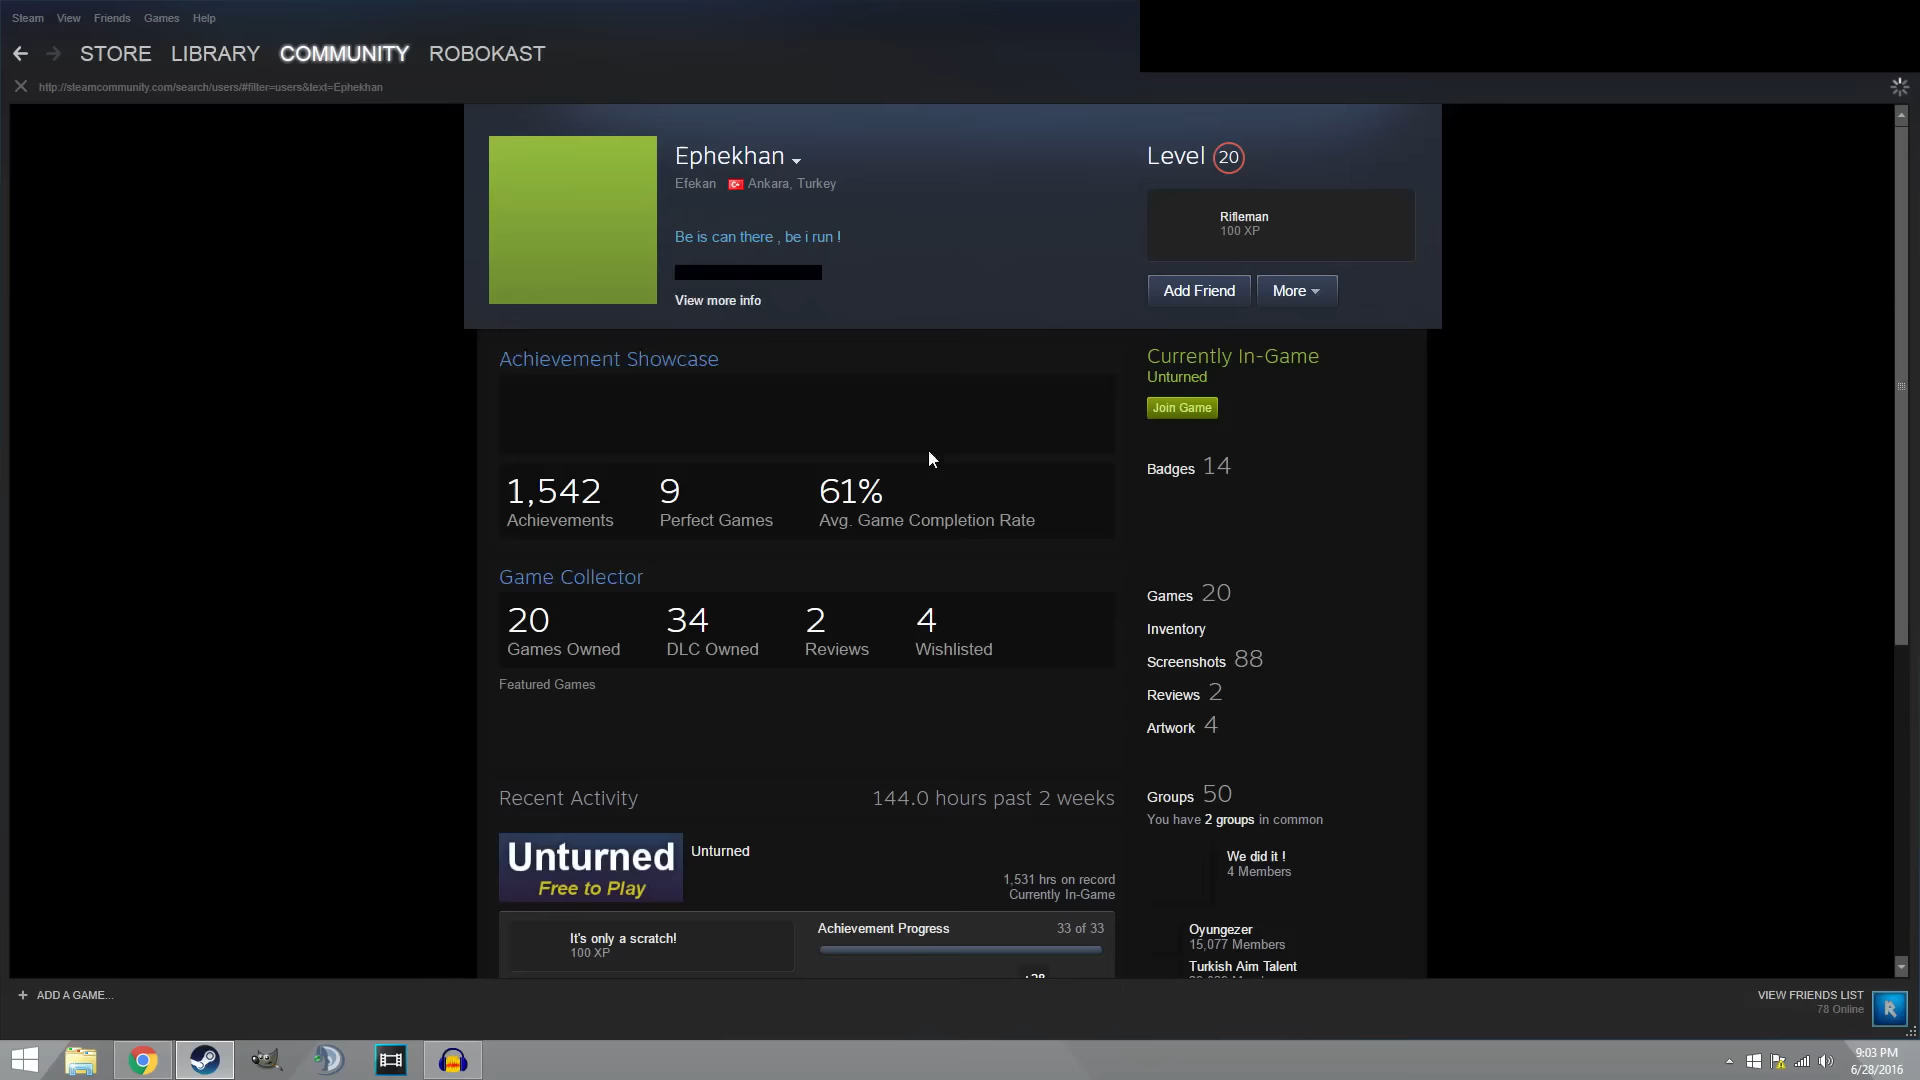 Steam View Friends Games Help
STORE LIBRARY COMMUNITY ROBOKAST
http://steamcommunity.com/search/users/#filter=users&text=Ephekhan
Ephekhan
Efekan Ankara, Turkey
Be is can there , be i run !
View more info
Level 20
Rifleman
100 XP
Add Friend More
Achievement Showcase
1,542 9 61%
Achievements Perfect Games Avg. Game Completion Rate
Game Collector
20 34 2 4
Games Owned DLC Owned Reviews Wishlisted
Featured Games
Recent Activity 144.0 hours past 2 weeks
Unturned
Free to Play
Unturned
1,531 hrs on record
Currently In-Game
It's only a scratch!
100 XP
Achievement Progress 33 of 33
+28
Currently In-Game
Unturned
Join Game
Badges 14
Games 20
Inventory
Screenshots 88
Reviews 2
Artwork 4
Groups 50
You have 2 groups in common
We did it !
4 Members
Oyungezer
15,077 Members
Turkish Aim Talent
+ ADD A GAME...
VIEW FRIENDS LIST
78 Online
R
9:03 PM
6/28/2016